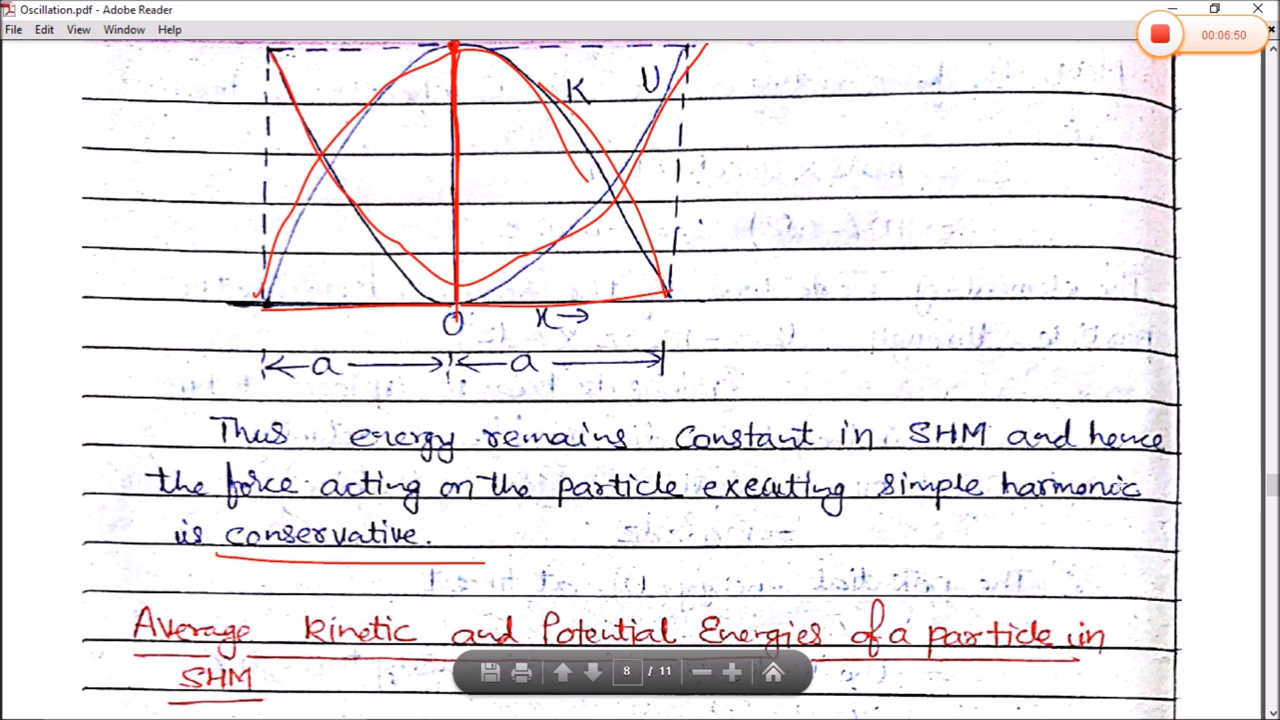 Oscillation.pdf - Adobe Reader
File Edit View Window Help
00:06:50
K U
O x→
a a
Thus energy remains constant in SHM and hence
the force acting on the particle executing simple harmonic
is conservative.
Average kinetic and Potential Energies of a particle in
SHM
8 / 11